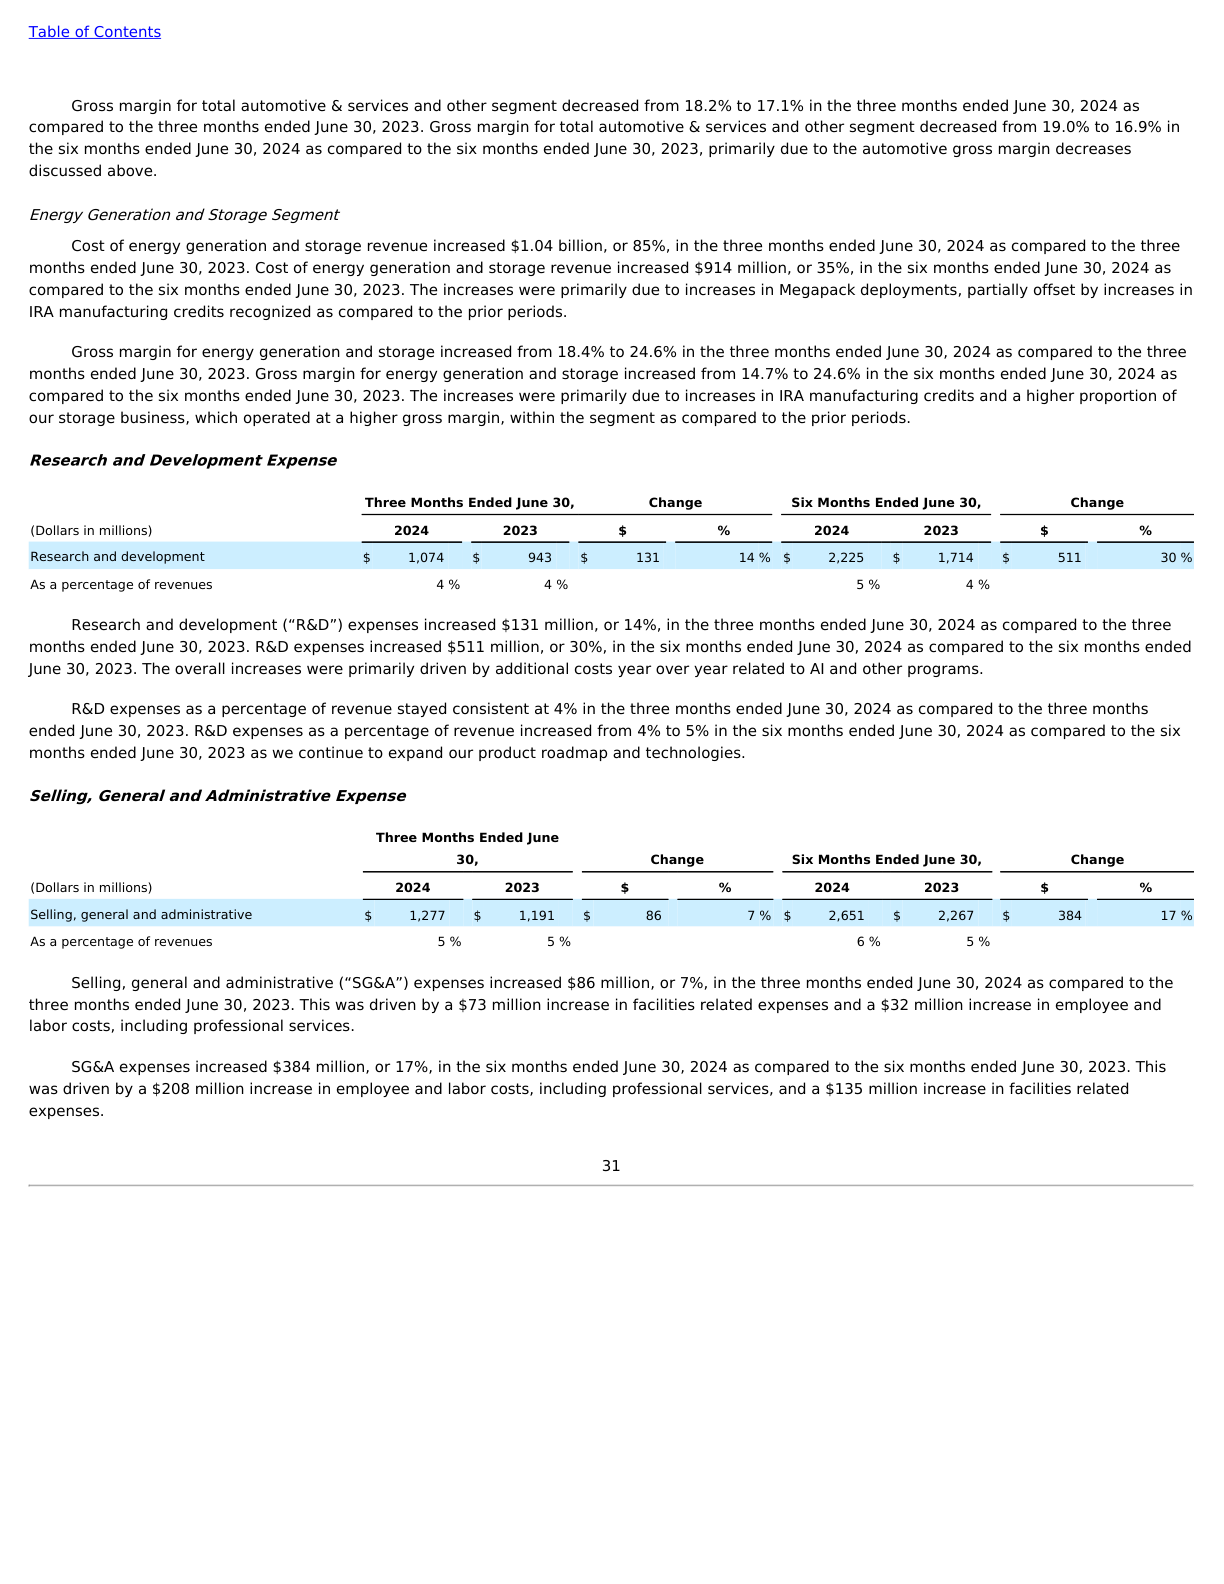 Table of Contents
Gross margin for total automotive & services and other segment decreased from 18.2% to 17.1% in the three months ended June 30, 2024 as
compared to the three months ended June 30, 2023. Gross margin for total automotive & services and other segment decreased from 19.0% to 16.9% in
the six months ended June 30, 2024 as compared to the six months ended June 30, 2023, primarily due to the automotive gross margin decreases
discussed above.
Energy Generation and Storage Segment
Cost of energy generation and storage revenue increased $1.04 billion, or 85%, in the three months ended June 30, 2024 as compared to the three
months ended June 30, 2023. Cost of energy generation and storage revenue increased $914 million, or 35%, in the six months ended June 30, 2024 as
compared to the six months ended June 30, 2023. The increases were primarily due to increases in Megapack deployments, partially offset by increases in
IRA manufacturing credits recognized as compared to the prior periods.
Gross margin for energy generation and storage increased from 18.4% to 24.6% in the three months ended June 30, 2024 as compared to the three
months ended June 30, 2023. Gross margin for energy generation and storage increased from 14.7% to 24.6% in the six months ended June 30, 2024 as
compared to the six months ended June 30, 2023. The increases were primarily due to increases in IRA manufacturing credits and a higher proportion of
our storage business, which operated at a higher gross margin, within the segment as compared to the prior periods.
Research and Development Expense
Three Months Ended June 30, Change Six Months Ended June 30, Change
(Dollars in millions) 2024 2023 $ % 2024 2023 $ %
Research and development $ 1,074 $ 943 $ 131 14 % $ 2,225 $ 1,714 $ 511 30 %
As a percentage of revenues 4 % 4 % 5 % 4 %
Research and development (“R&D”) expenses increased $131 million, or 14%, in the three months ended June 30, 2024 as compared to the three
months ended June 30, 2023. R&D expenses increased $511 million, or 30%, in the six months ended June 30, 2024 as compared to the six months ended
June 30, 2023. The overall increases were primarily driven by additional costs year over year related to AI and other programs.
R&D expenses as a percentage of revenue stayed consistent at 4% in the three months ended June 30, 2024 as compared to the three months
ended June 30, 2023. R&D expenses as a percentage of revenue increased from 4% to 5% in the six months ended June 30, 2024 as compared to the six
months ended June 30, 2023 as we continue to expand our product roadmap and technologies.
Selling, General and Administrative Expense
Three Months Ended June
30, Change Six Months Ended June 30, Change
(Dollars in millions) 2024 2023 $ % 2024 2023 $ %
Selling, general and administrative $ 1,277 $ 1,191 $ 86 7 % $ 2,651 $ 2,267 $ 384 17 %
As a percentage of revenues 5 % 5 % 6 % 5 %
Selling, general and administrative (“SG&A”) expenses increased $86 million, or 7%, in the three months ended June 30, 2024 as compared to the
three months ended June 30, 2023. This was driven by a $73 million increase in facilities related expenses and a $32 million increase in employee and
labor costs, including professional services.
SG&A expenses increased $384 million, or 17%, in the six months ended June 30, 2024 as compared to the six months ended June 30, 2023. This
was driven by a $208 million increase in employee and labor costs, including professional services, and a $135 million increase in facilities related
expenses.
31